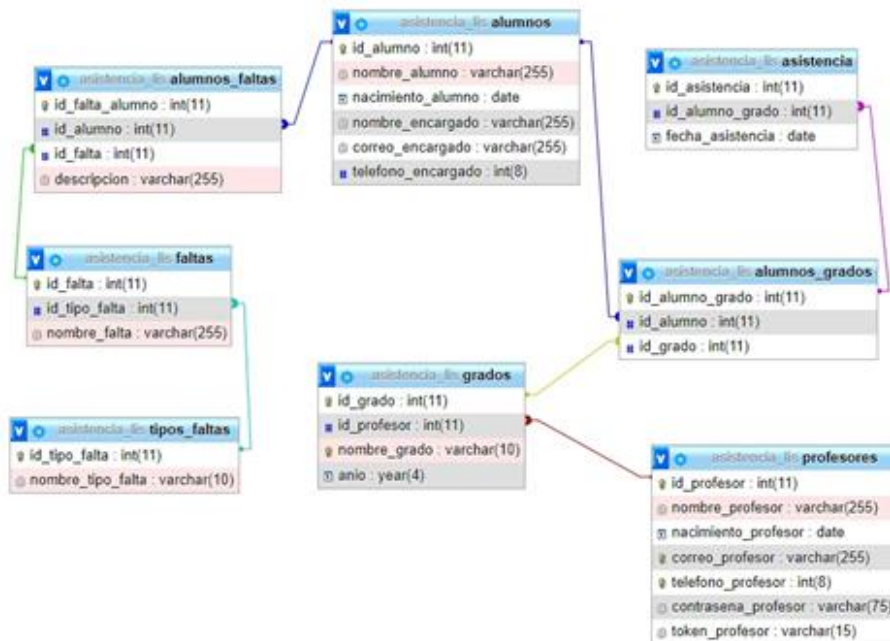 asistencia_lis alumnos
id_alumno : int(11)
nombre_alumno : varchar(255)
nacimiento_alumno : date
nombre_encargado : varchar(255)
correo_encargado : varchar(255)
telefono_encargado : int(8)
asistencia_lis alumnos_faltas
id_falta_alumno : int(11)
id_alumno : int(11)
id_falta : int(11)
descripcion : varchar(255)
asistencia_lis asistencia
id_asistencia : int(11)
id_alumno_grado : int(11)
fecha_asistencia : date
asistencia_lis faltas
id_falta : int(11)
id_tipo_falta : int(11)
nombre_falta : varchar(255)
asistencia_lis alumnos_grados
id_alumno_grado : int(11)
id_alumno : int(11)
id_grado : int(11)
asistencia_lis grados
id_grado : int(11)
id_profesor : int(11)
nombre_grado : varchar(10)
anio : year(4)
asistencia_lis tipos_faltas
id_tipo_falta : int(11)
nombre_tipo_falta : varchar(10)
asistencia_lis profesores
id_profesor : int(11)
nombre_profesor : varchar(255)
nacimiento_profesor : date
correo_profesor : varchar(255)
telefono_profesor : int(8)
contrasena_profesor : varchar(75)
token_profesor : varchar(15)